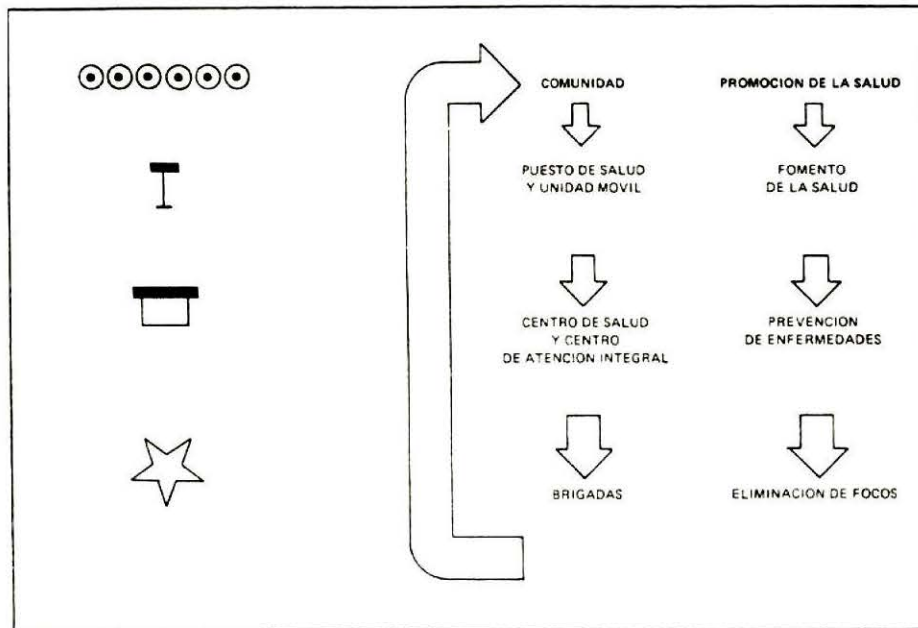 COMUNIDAD
PROMOCION DE LA SALUD
PUESTO DE SALUD
Y UNIDAD MOVIL
FOMENTO
DE LA SALUD
CENTRO DE SALUD
Y CENTRO
DE ATENCION INTEGRAL
PREVENCION
DE ENFERMEDADES
BRIGADAS
ELIMINACION DE FOCOS